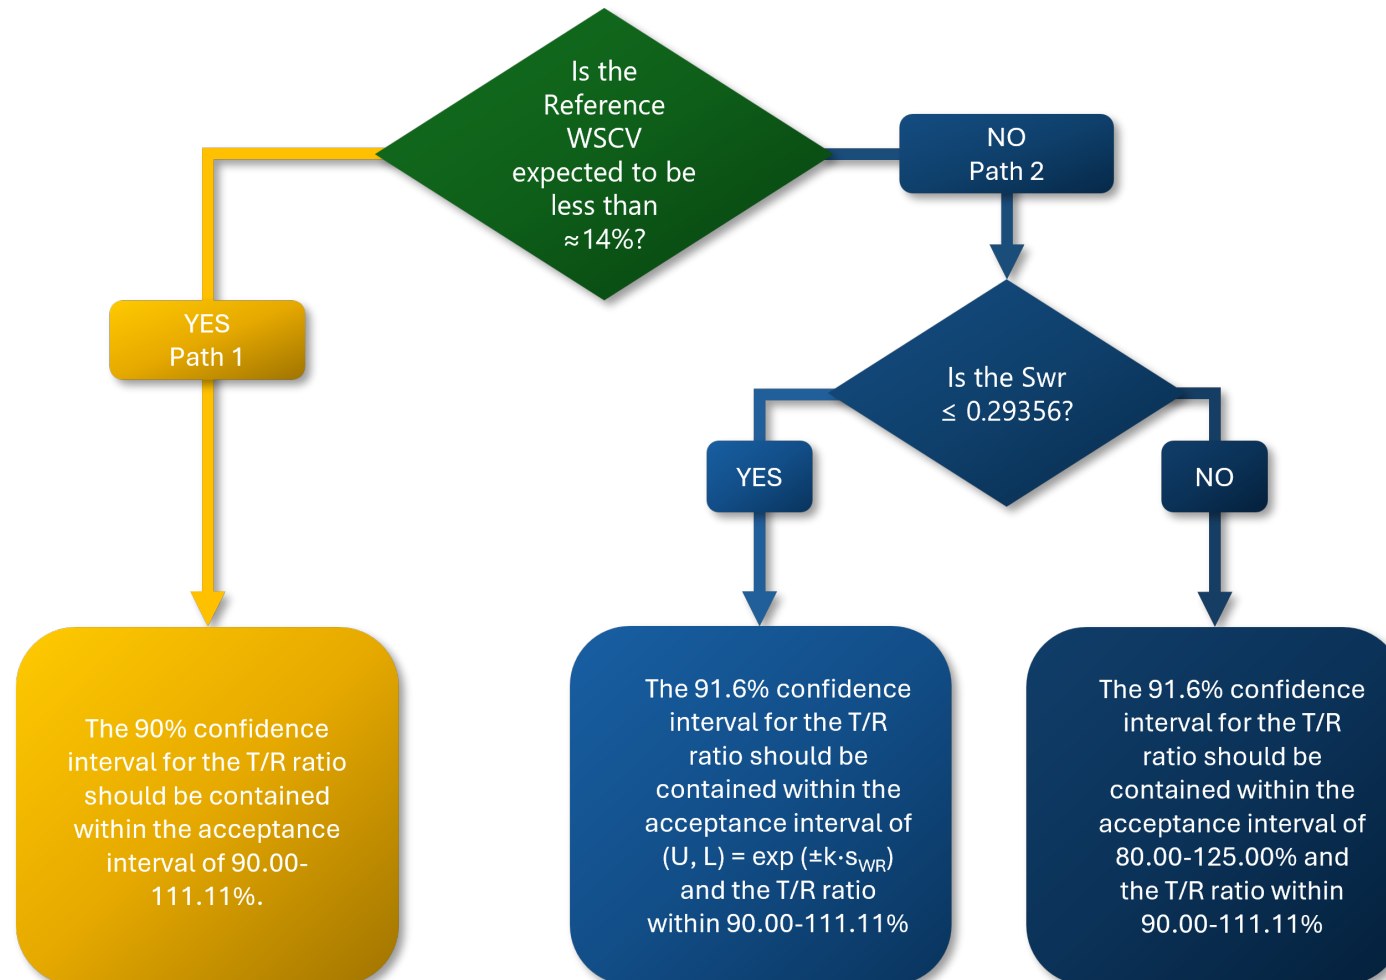 Is the
Reference
WSCV
expected to be
less than
≈14%?
NO
Path 2
YES
Path 1
Is the Swr
≤ 0.29356?
YES
NO
The 90% confidence
interval for the T/R ratio
should be contained
within the acceptance
interval of 90.00-
111.11%.
The 91.6% confidence
interval for the T/R
ratio should be
contained within the
acceptance interval of
(U, L) = exp (±k·sWR)
and the T/R ratio
within 90.00-111.11%
The 91.6% confidence
interval for the T/R
ratio should be
contained within the
acceptance interval of
80.00-125.00% and
the T/R ratio within
90.00-111.11%